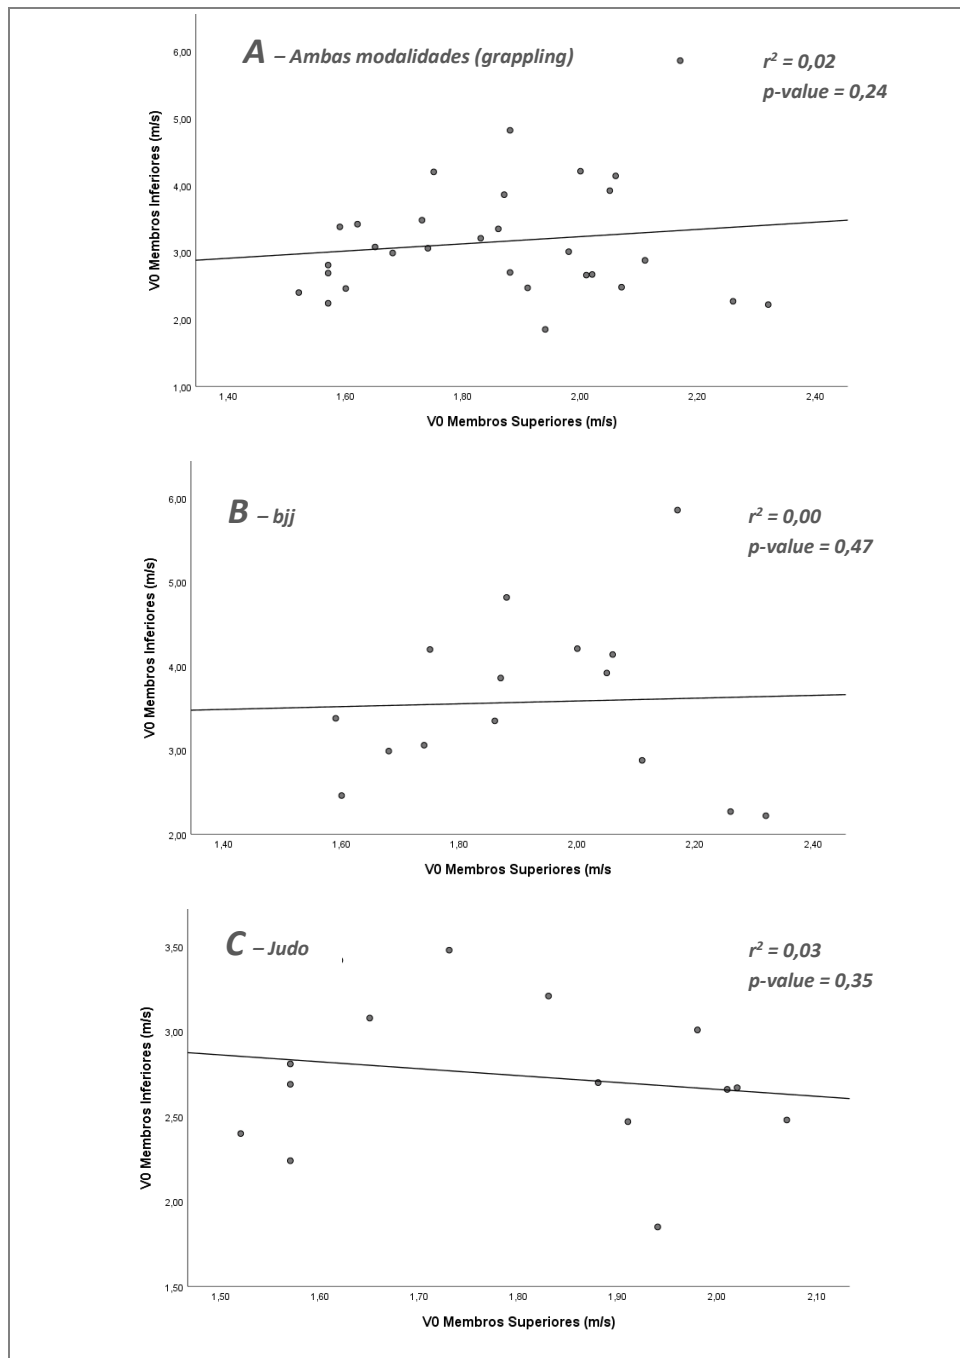 A – Ambas modalidades (grappling)
r² = 0,02
p-value = 0,24
6,00
5,00
4,00
3,00
2,00
1,00
V0 Membros Inferiores (m/s)
1,40 1,60 1,80 2,00 2,20 2,40
V0 Membros Superiores (m/s)
B – bjj
r² = 0,00
p-value = 0,47
6,00
5,00
4,00
3,00
2,00
V0 Membros Inferiores (m/s)
1,40 1,60 1,80 2,00 2,20 2,40
V0 Membros Superiores (m/s
C – Judo
r² = 0,03
p-value = 0,35
3,50
3,00
2,50
2,00
1,50
V0 Membros Inferiores (m/s)
1,50 1,60 1,70 1,80 1,90 2,00 2,10
V0 Membros Superiores (m/s)